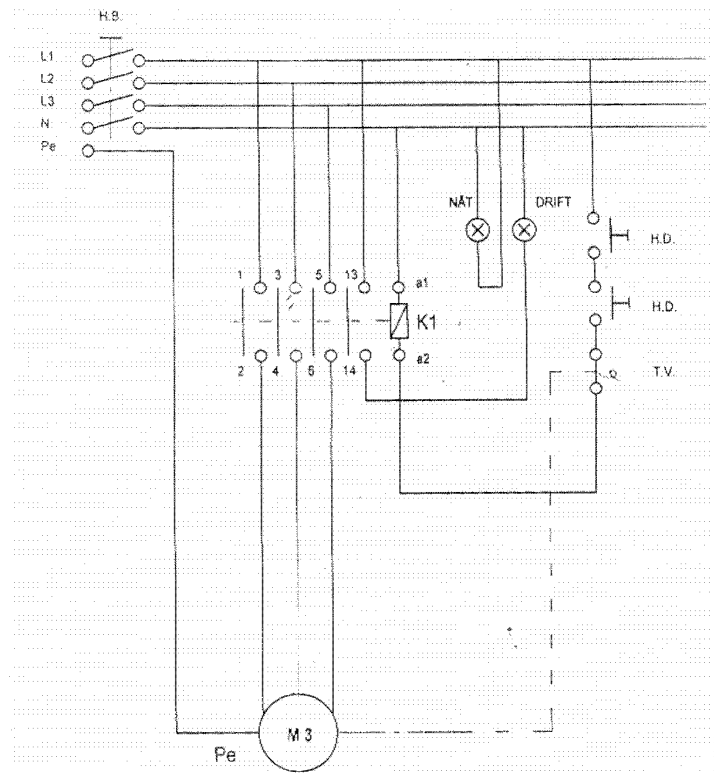 H.B.
L1
L2
L3
N
Pe
NÄT DRIFT
H.D.
1 3 5 13 a1
H.D.
K1
2 4 6 14 a2
T.V.
M 3
Pe